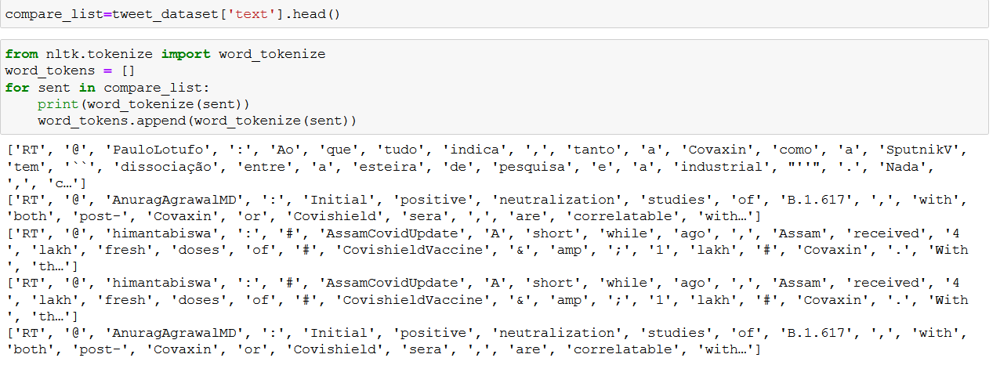 compare_list=tweet_dataset['text'].head()
from nltk.tokenize import word_tokenize
word_tokens = []
for sent in compare_list:
    print(word_tokenize(sent))
    word_tokens.append(word_tokenize(sent))
['RT', '@', 'PauloLotufo', ':', 'Ao', 'que', 'tudo', 'indica', ',', 'tanto', 'a', 'Covaxin', 'como', 'a', 'SputnikV',
'tem', '``', 'dissociação', 'entre', 'a', 'esteira', 'de', 'pesquisa', 'e', 'a', 'industrial', "''", '.', 'Nada',
',', 'c…']
['RT', '@', 'AnuragAgrawalMD', ':', 'Initial', 'positive', 'neutralization', 'studies', 'of', 'B.1.617', ',', 'with',
'both', 'post-', 'Covaxin', 'or', 'Covishield', 'sera', ',', 'are', 'correlatable', 'with…']
['RT', '@', 'himantabiswa', ':', '#', 'AssamCovidUpdate', 'A', 'short', 'while', 'ago', ',', 'Assam', 'received', '4
', 'lakh', 'fresh', 'doses', 'of', '#', 'CovishieldVaccine', '&', 'amp', ';', '1', 'lakh', '#', 'Covaxin', '.', 'With
', 'th…']
['RT', '@', 'himantabiswa', ':', '#', 'AssamCovidUpdate', 'A', 'short', 'while', 'ago', ',', 'Assam', 'received', '4
', 'lakh', 'fresh', 'doses', 'of', '#', 'CovishieldVaccine', '&', 'amp', ';', '1', 'lakh', '#', 'Covaxin', '.', 'With
', 'th…']
['RT', '@', 'AnuragAgrawalMD', ':', 'Initial', 'positive', 'neutralization', 'studies', 'of', 'B.1.617', ',', 'with',
'both', 'post-', 'Covaxin', 'or', 'Covishield', 'sera', ',', 'are', 'correlatable', 'with…']